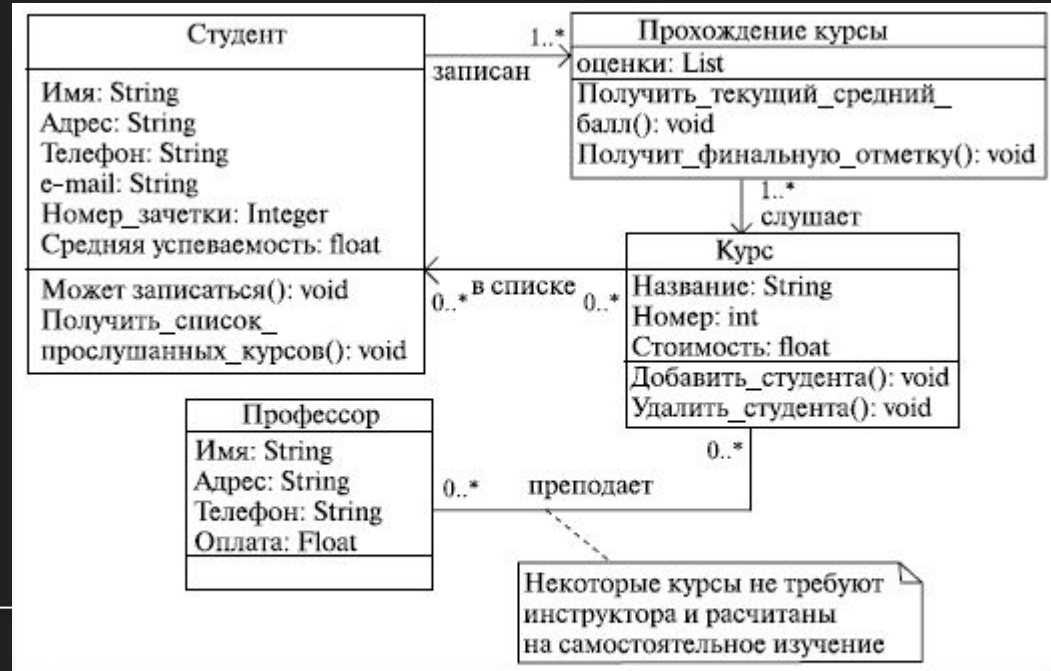 Студент
Имя: String
Адрес: String
Телефон: String
e-mail: String
Номер_зачетки: Integer
Средняя успеваемость: float
Может записаться(): void
Получить_список_
прослушанных_курсов(): void
1..*
записан
Прохождение курсы
оценки: List
Получить_текущий_средний_
балл(): void
Получит_финальную_отметку(): void
1..*
слушает
Курс
Название: String
Номер: int
Стоимость: float
Добавить_студента(): void
Удалить_студента(): void
0..* в списке 0..*
Профессор
Имя: String
Адрес: String
Телефон: String
Оплата: Float
0..*
0..* преподает
Некоторые курсы не требуют
инструктора и расчитаны
на самостоятельное изучение